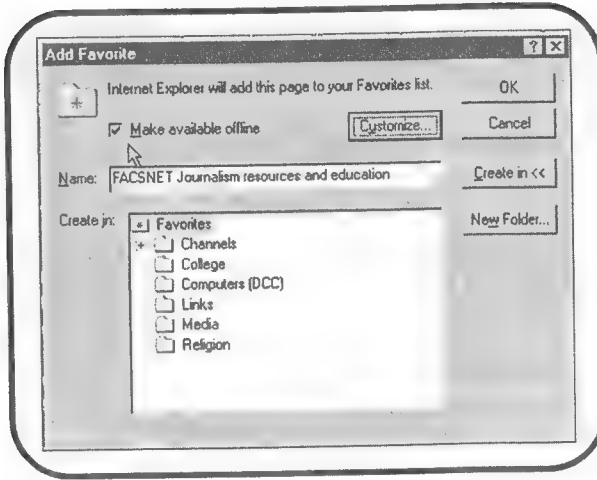 Add Favorite
Internet Explorer will add this page to your Favorites list.
OK
Make available offline
Customize...
Cancel
Name: FACSNET Journalism resources and education
Create in <<
Create in:
New Folder...
Favorites
Channels
College
Computers (DCC)
Links
Media
Religion